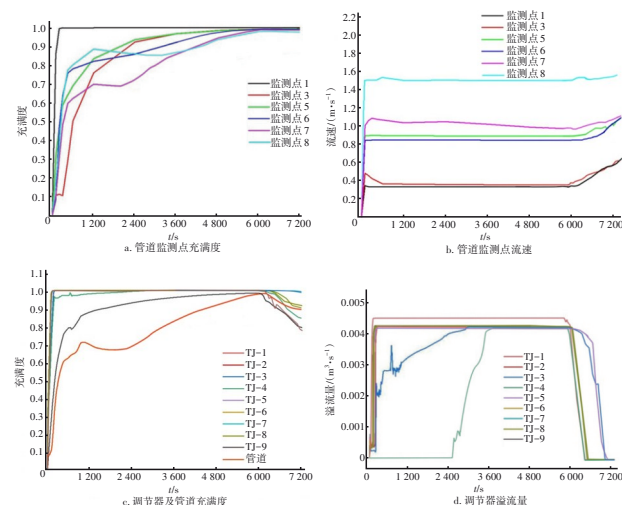 1.0
0.9
0.8
0.7
0.6
0.5
0.4
0.3
0.2
0.1
0
充满度
监测点1
监测点3
监测点5
监测点6
监测点7
监测点8
0 1 200 2 400 3 600 4 800 6 000 7 200
t/s
a. 管道监测点充满度
2.2
2.0
1.8
1.6
1.4
1.2
1.0
0.8
0.6
0.4
0.2
0
流速/(m·s⁻¹)
监测点1
监测点3
监测点5
监测点6
监测点7
监测点8
0 1 200 2 400 3 600 4 800 6 000 7 200
t/s
b. 管道监测点流速
1.1
1.0
0.9
0.8
0.7
0.6
0.5
0.4
0.3
0.2
0.1
充满度
TJ-1
TJ-2
TJ-3
TJ-4
TJ-5
TJ-6
TJ-7
TJ-8
TJ-9
管道
0 1 200 2 400 3 600 4 800 6 000 7 200
t/s
c. 调节器及管道充满度
0.005
0.004
0.003
0.002
0.001
0.000
溢流量/(m³·s⁻¹)
TJ-1
TJ-2
TJ-3
TJ-4
TJ-5
TJ-6
TJ-7
TJ-8
TJ-9
0 1 200 2 400 3 600 4 800 6 000 7 200
t/s
d. 调节器溢流量